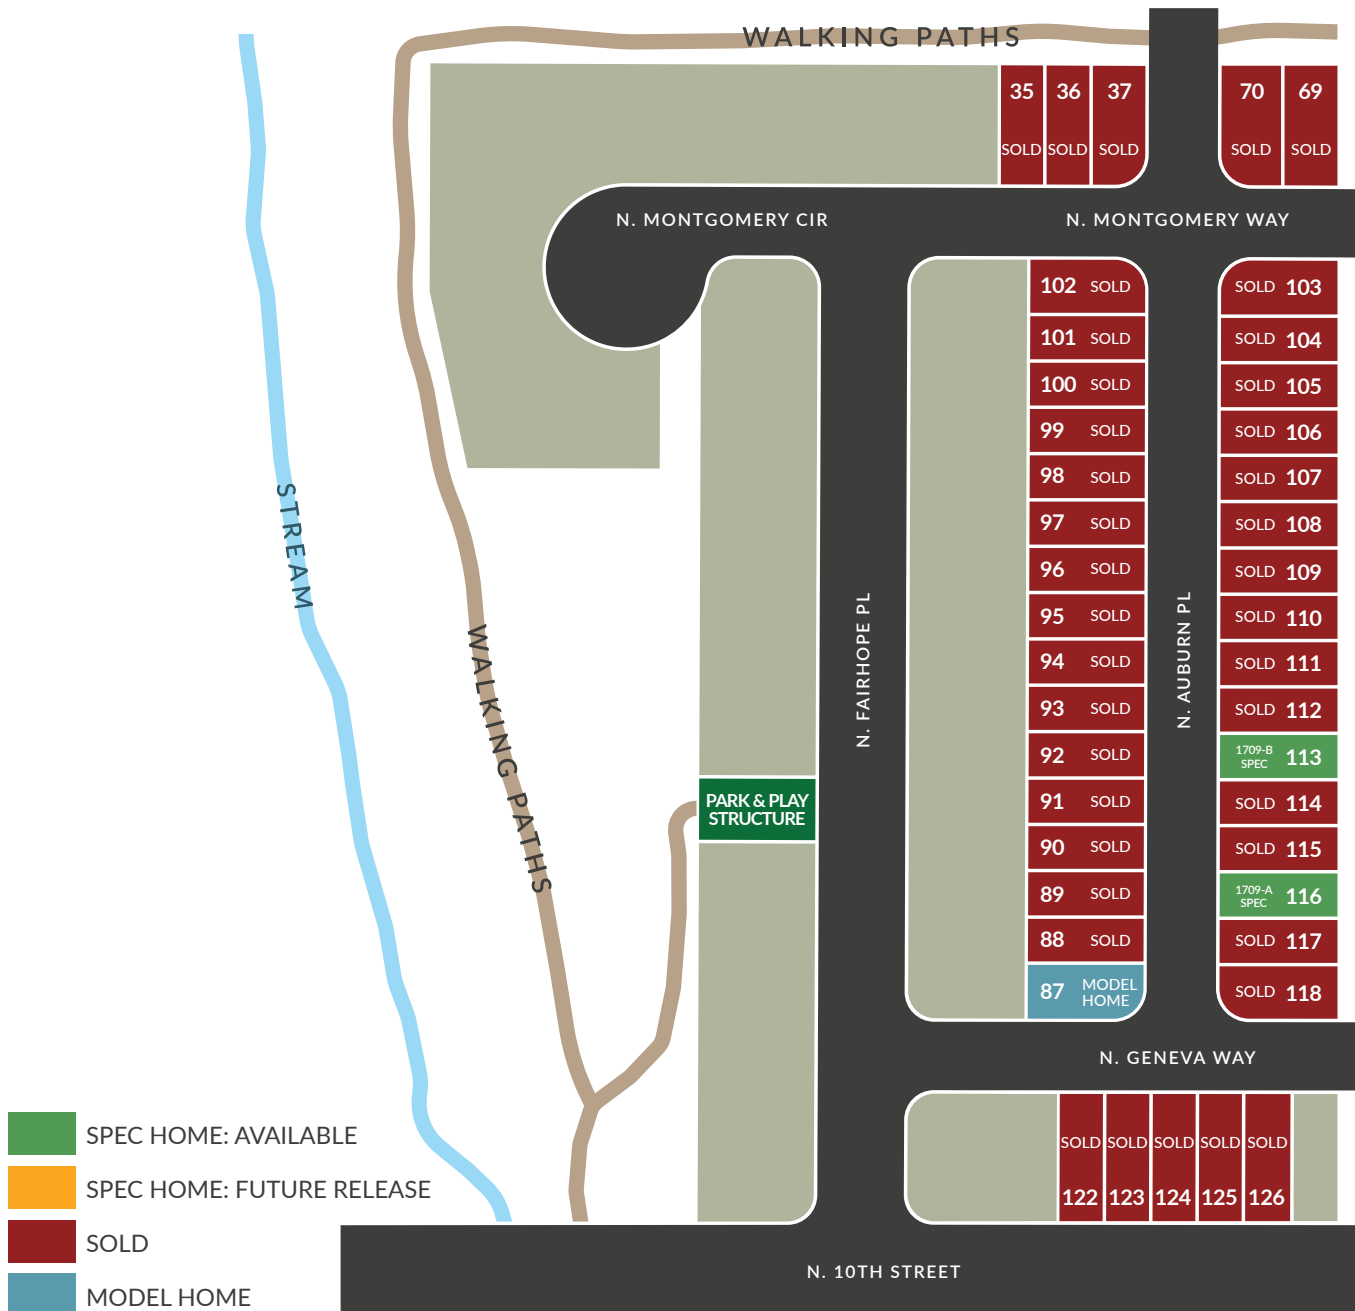 WALKING PATHS
35
36
37
70
69
SOLD
SOLD
SOLD
SOLD
SOLD
N. MONTGOMERY CIR
N. MONTGOMERY WAY
102 SOLD
SOLD 103
101 SOLD
SOLD 104
100 SOLD
SOLD 105
99 SOLD
SOLD 106
98 SOLD
SOLD 107
97 SOLD
SOLD 108
96 SOLD
SOLD 109
95 SOLD
SOLD 110
94 SOLD
SOLD 111
93 SOLD
SOLD 112
92 SOLD
1709-B
SPEC 113
91 SOLD
SOLD 114
90 SOLD
SOLD 115
89 SOLD
1709-A
SPEC 116
88 SOLD
SOLD 117
87 MODEL
HOME
SOLD 118
STREAM
WALKING PATHS
N. FAIRHOPE PL
N. AUBURN PL
PARK & PLAY
STRUCTURE
N. GENEVA WAY
SOLD
SOLD
SOLD
SOLD
SOLD
122
123
124
125
126
SPEC HOME: AVAILABLE
SPEC HOME: FUTURE RELEASE
SOLD
MODEL HOME
N. 10TH STREET